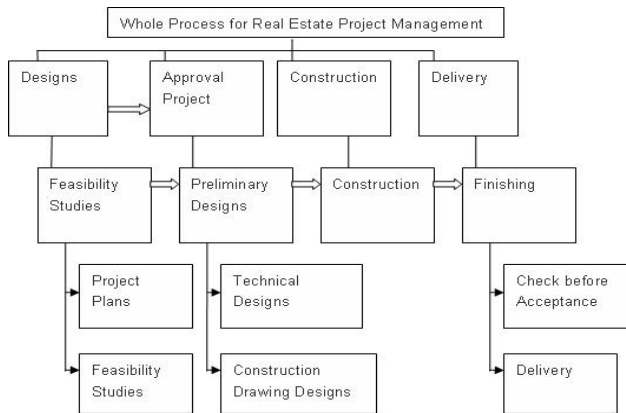 Whole Process for Real Estate Project Management
Designs
Approval
Project
Construction
Delivery
Feasibility
Studies
Preliminary
Designs
Construction
Finishing
Project
Plans
Technical
Designs
Check before
Acceptance
Feasibility
Studies
Construction
Drawing Designs
Delivery